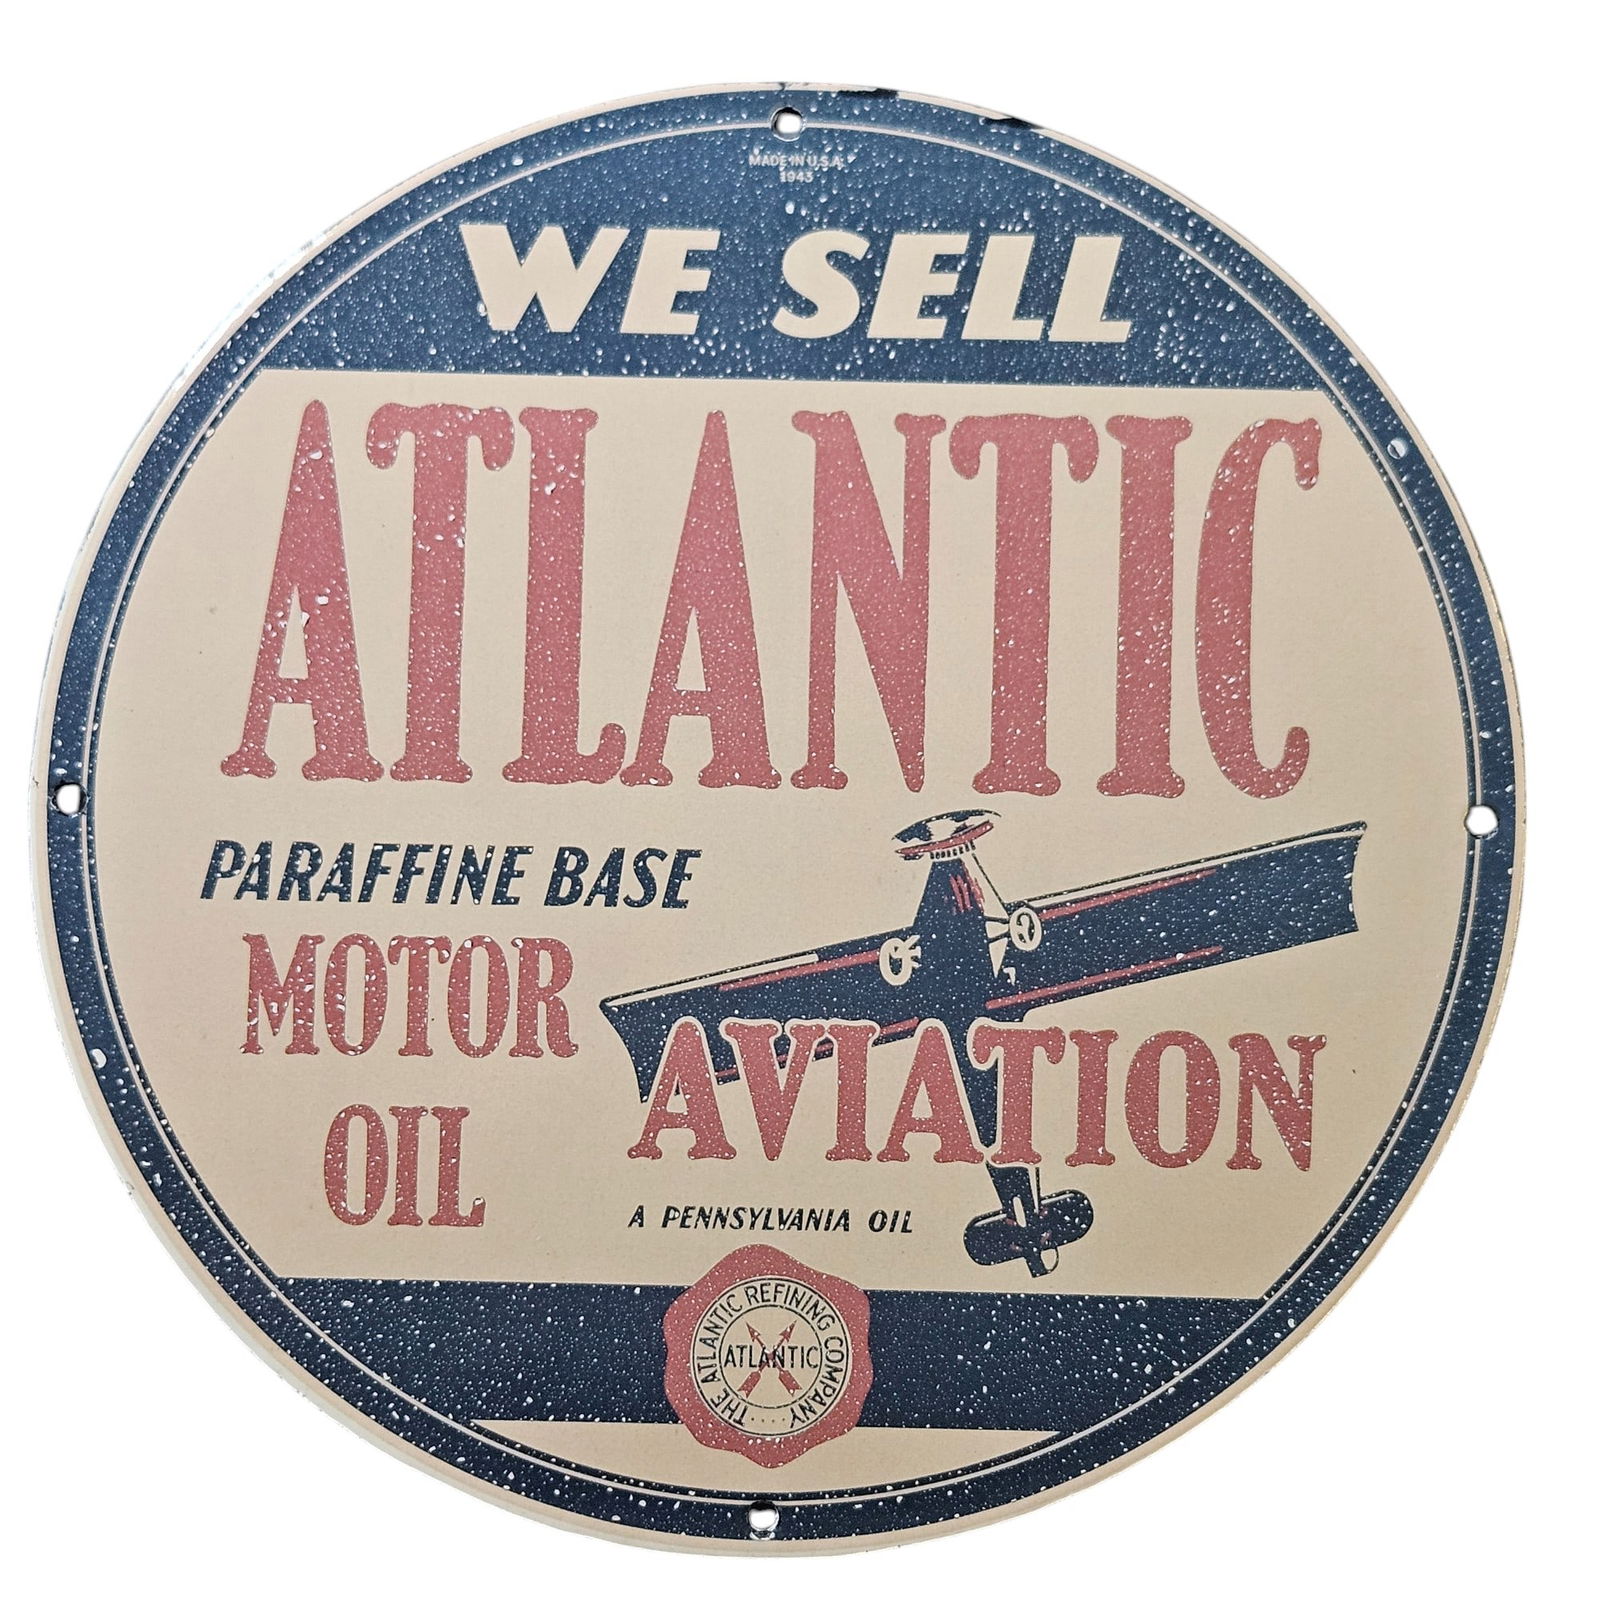 MADE IN U.S.A.
1943
WE SELL
ATLANTIC
PARAFFINE BASE
MOTOR
OIL
AVIATION
A PENNSYLVANIA OIL
THE ATLANTIC REFINING COMPANY ....
ATLANTIC